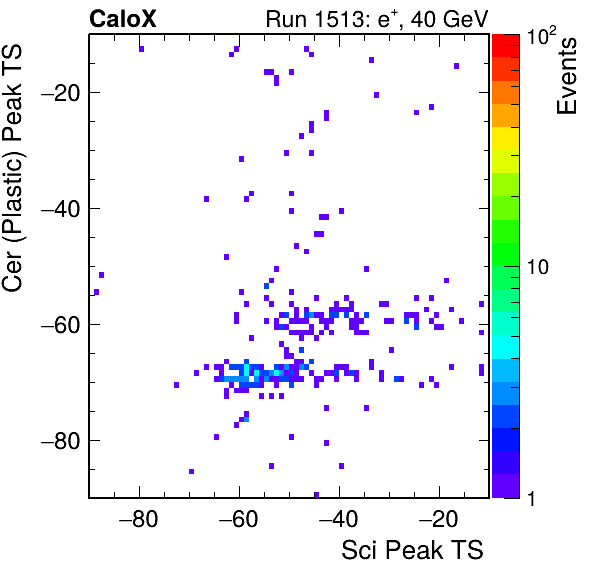 CaloX Run 1513: e⁺, 40 GeV
Cer (Plastic) Peak TS
−20
−40
−60
−80
−80 −60 −40 −20
Sci Peak TS
10²
10
1
Events